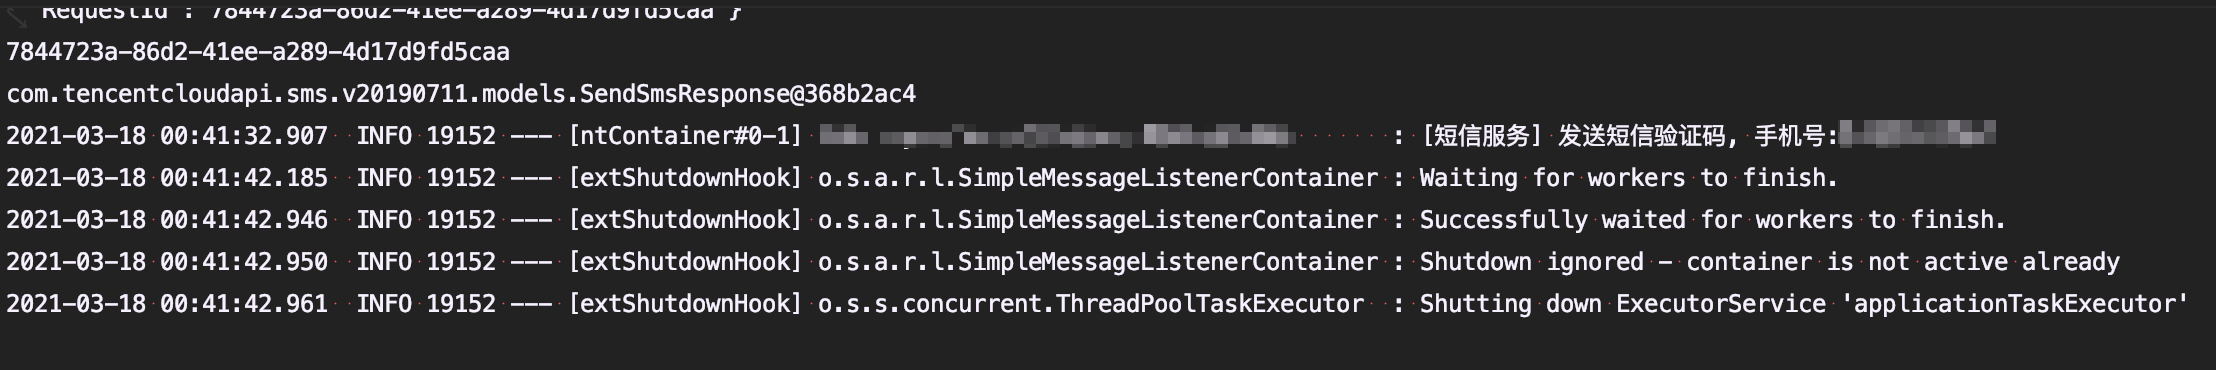 RequestId : 7844723a-86d2-41ee-a289-4d17d9fd5caa }
7844723a-86d2-41ee-a289-4d17d9fd5caa
com.tencentcloudapi.sms.v20190711.models.SendSmsResponse@368b2ac4
2021-03-18 00:41:32.907  INFO 19152 --- [ntContainer#0-1] : [短信服务] 发送短信验证码, 手机号:
2021-03-18 00:41:42.185  INFO 19152 --- [extShutdownHook] o.s.a.r.l.SimpleMessageListenerContainer : Waiting for workers to finish.
2021-03-18 00:41:42.946  INFO 19152 --- [extShutdownHook] o.s.a.r.l.SimpleMessageListenerContainer : Successfully waited for workers to finish.
2021-03-18 00:41:42.950  INFO 19152 --- [extShutdownHook] o.s.a.r.l.SimpleMessageListenerContainer : Shutdown ignored - container is not active already
2021-03-18 00:41:42.961  INFO 19152 --- [extShutdownHook] o.s.s.concurrent.ThreadPoolTaskExecutor  : Shutting down ExecutorService 'applicationTaskExecutor'